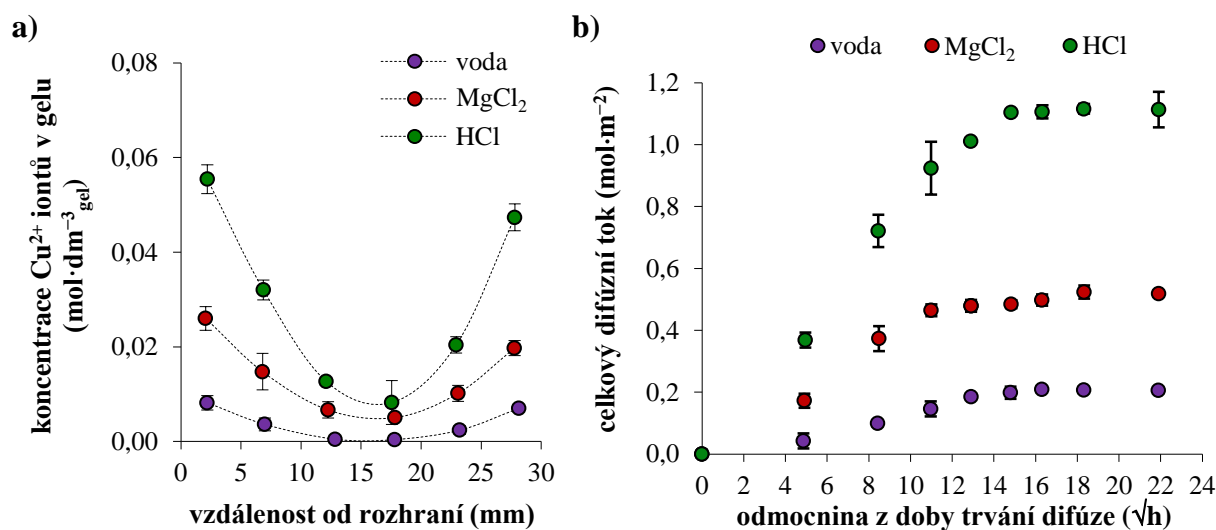 a)
koncentrace Cu²⁺ iontů v gelu
(mol·dm⁻³gel)
0,08
0,06
0,04
0,02
0,00
voda
MgCl₂
HCl
0 5 10 15 20 25 30
vzdálenost od rozhraní (mm)
b)
voda MgCl₂ HCl
celkový difúzní tok (mol·m⁻²)
1,2
1,0
0,8
0,6
0,4
0,2
0,0
0 2 4 6 8 10 12 14 16 18 20 22 24
odmocnina z doby trvání difúze (√h)